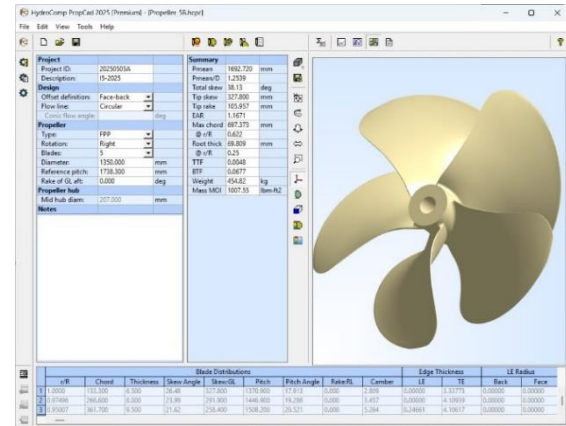 HydroComp PropCad 2025 [Premium] - [Propeller_5B.hcpc]
File Edit View Tools Help
Project
Project ID: 20250505A
Description: I5-2025
Design
Offset definition: Face-back
Flow line: Circular
Conic flow angle: deg
Propeller
Type: FPP
Rotation: Right
Blades: 5
Diameter: 1350.000 mm
Reference pitch: 1738.300 mm
Rake of GL aft: 0.000 deg
Propeller hub
Mid hub diam: 207.000 mm
Notes
Summary
Pmean 1692.720 mm
Pmean/D 1.2539
Total skew 38.13 deg
Tip skew 327.800 mm
Tip rake 105.957 mm
EAR 1.1671
Max chord 697.373 mm
@ r/R 0.622
Root thick 69.809 mm
@ r/R 0.25
TTF 0.0048
BTF 0.0677
Weight 454.82 kg
Mass MOI 1007.55 lbm-ft2
Blade Distributions Edge Thickness LE Radius
r/R Chord Thickness Skew Angle Skew:GL Pitch Pitch Angle Rake:RL Camber LE TE Back Face
1 1.0000 133.300 6.500 26.48 327.800 1370.900 17.913 0.000 2.809 0.00000 3.33773 0.00000 0.00000
2 0.97496 266.600 0.000 23.99 291.900 1446.900 19.288 0.000 3.457 0.00000 4.10939 0.00000 0.00000
3 0.95007 361.700 9.500 21.62 258.400 1508.200 20.521 0.000 5.264 0.24661 4.10617 0.00000 0.00000